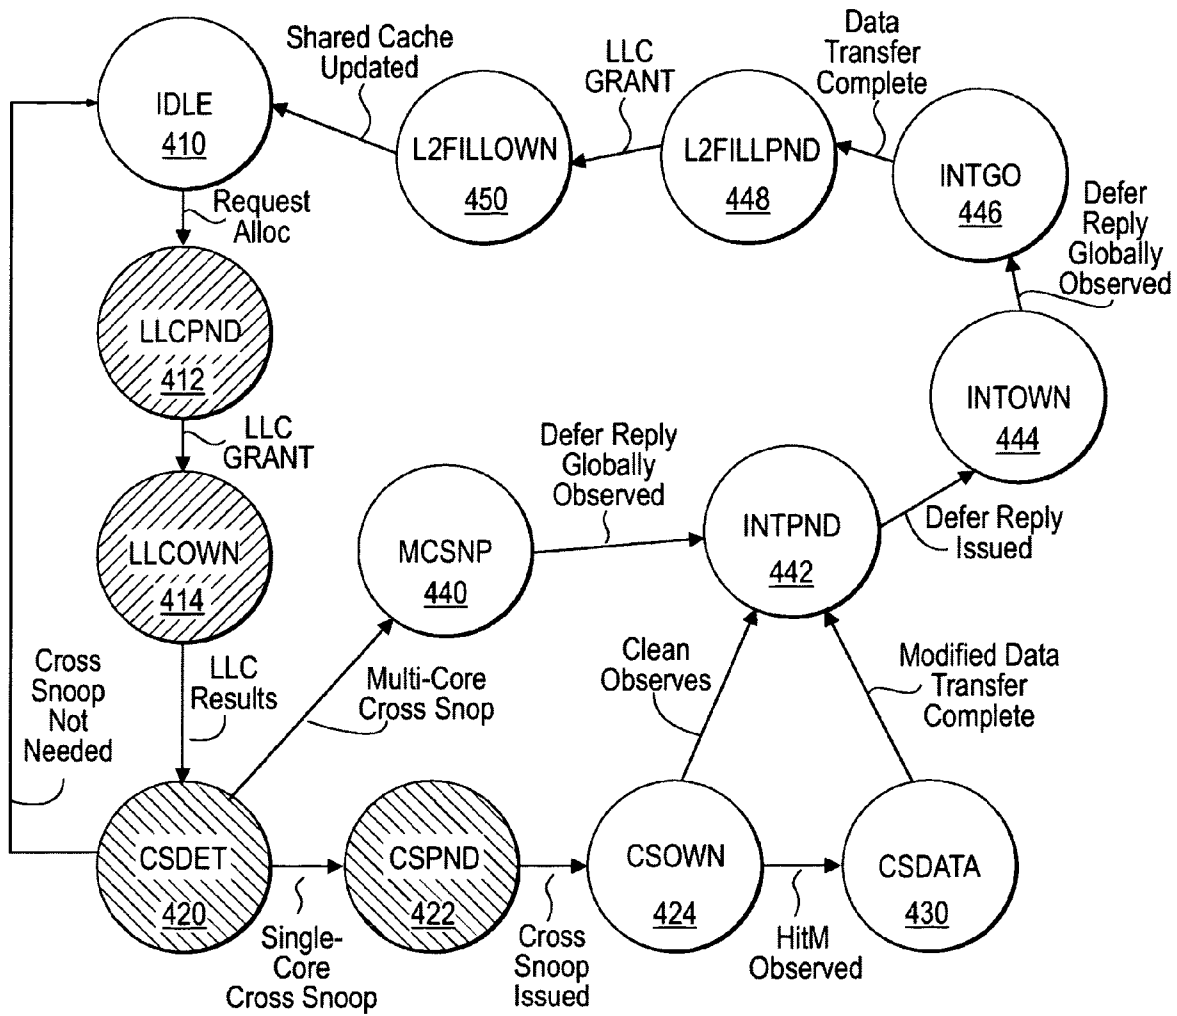 Shared Cache
Updated
LLC
GRANT
Data
Transfer
Complete
IDLE
410
L2FILLOWN
450
L2FILLPND
448
INTGO
446
Defer
Reply
Globally
Observed
Request
Alloc
LLCPND
412
LLC
GRANT
INTOWN
444
Defer Reply
Globally
Observed
LLCOWN
414
MCSNP
440
INTPND
442
Defer Reply
Issued
Cross
Snoop
Not
Needed
LLC
Results
Multi-Core
Cross Snop
Clean
Observes
Modified Data
Transfer
Complete
CSDET
420
CSPND
422
CSOWN
424
CSDATA
430
Single-
Core
Cross Snoop
Cross
Snoop
Issued
HitM
Observed